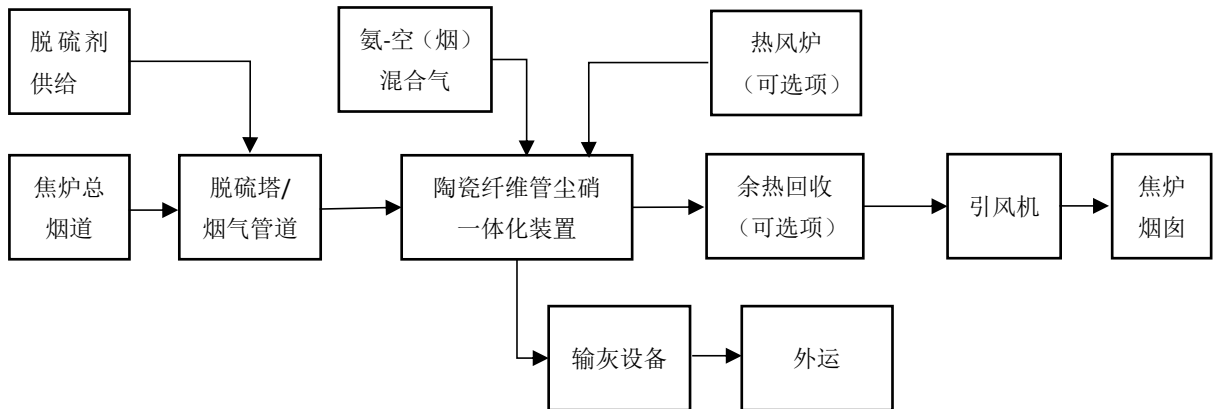 脱硫剂
供给
氨-空（烟）
混合气
热风炉
（可选项）
焦炉总
烟道
脱硫塔/
烟气管道
陶瓷纤维管尘硝
一体化装置
余热回收
（可选项）
引风机
焦炉
烟囱
输灰设备
外运